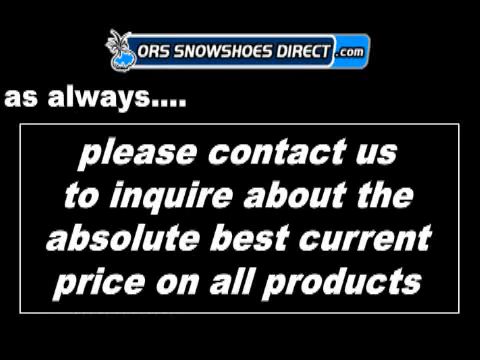 ORS SNOWSHOES DIRECT.com
as always....
please contact us
to inquire about the
absolute best current
price on all products